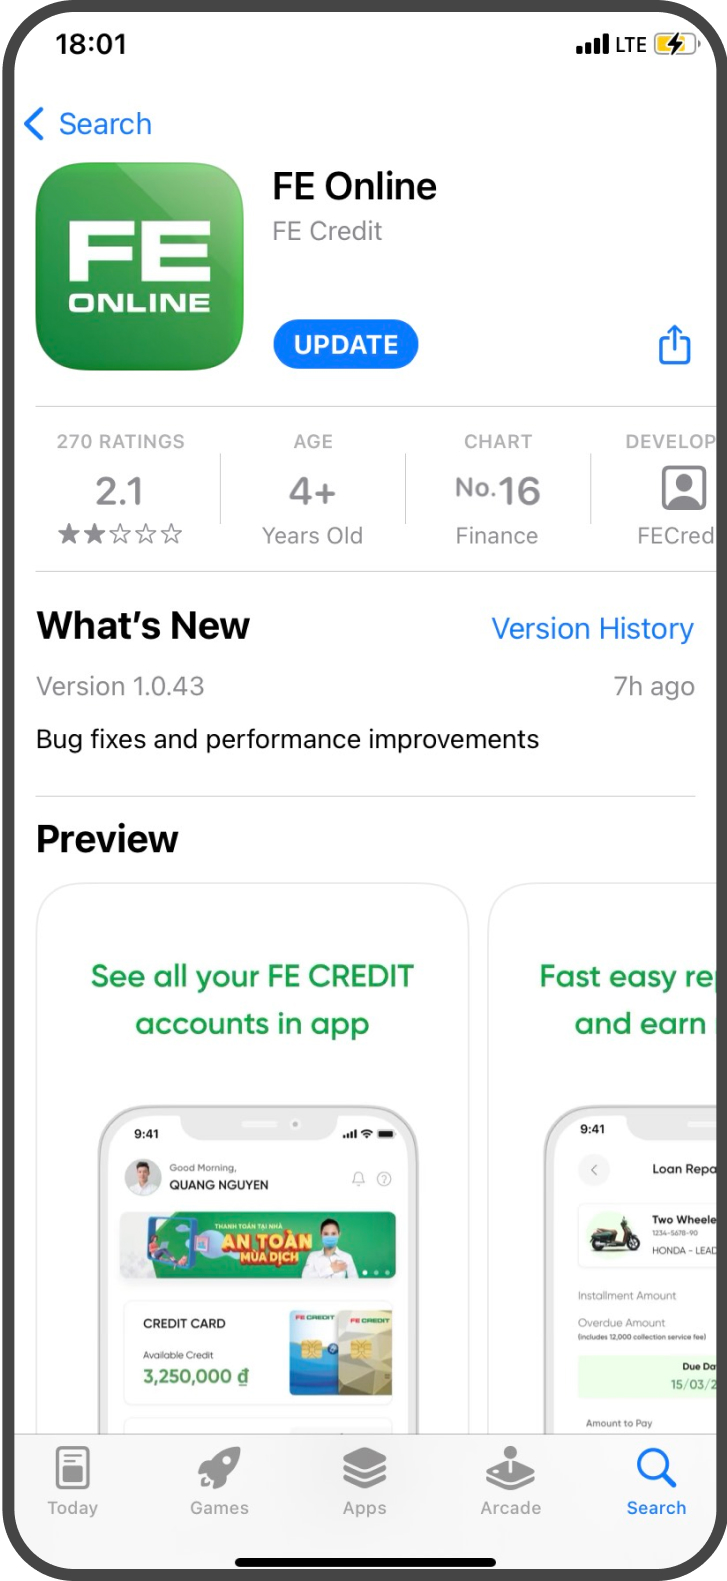 18:01
LTE
Search
FE
ONLINE
FE Online
FE Credit
UPDATE
270 RATINGS
2.1
AGE
4+
Years Old
CHART
No.16
Finance
DEVELOP
FECred
What's New
Version History
Version 1.0.43
7h ago
Bug fixes and performance improvements
Preview
See all your FE CREDIT
accounts in app
9:41
Good Morning,
QUANG NGUYEN
THANH TOÁN TẠI NHÀ
AN TOÀN
MÙA DỊCH
CREDIT CARD
Available Credit
3,250,000 ₫
FE CREDIT
FE CREDIT
Fast easy re
and earn
9:41
Loan Repa
Two Wheele
1234-5678-90
HONDA - LEAD
Installment Amount
Overdue Amount
(includes 12,000 collection service fee)
Due Da
15/03/2
Amount to Pay
Today
Games
Apps
Arcade
Search